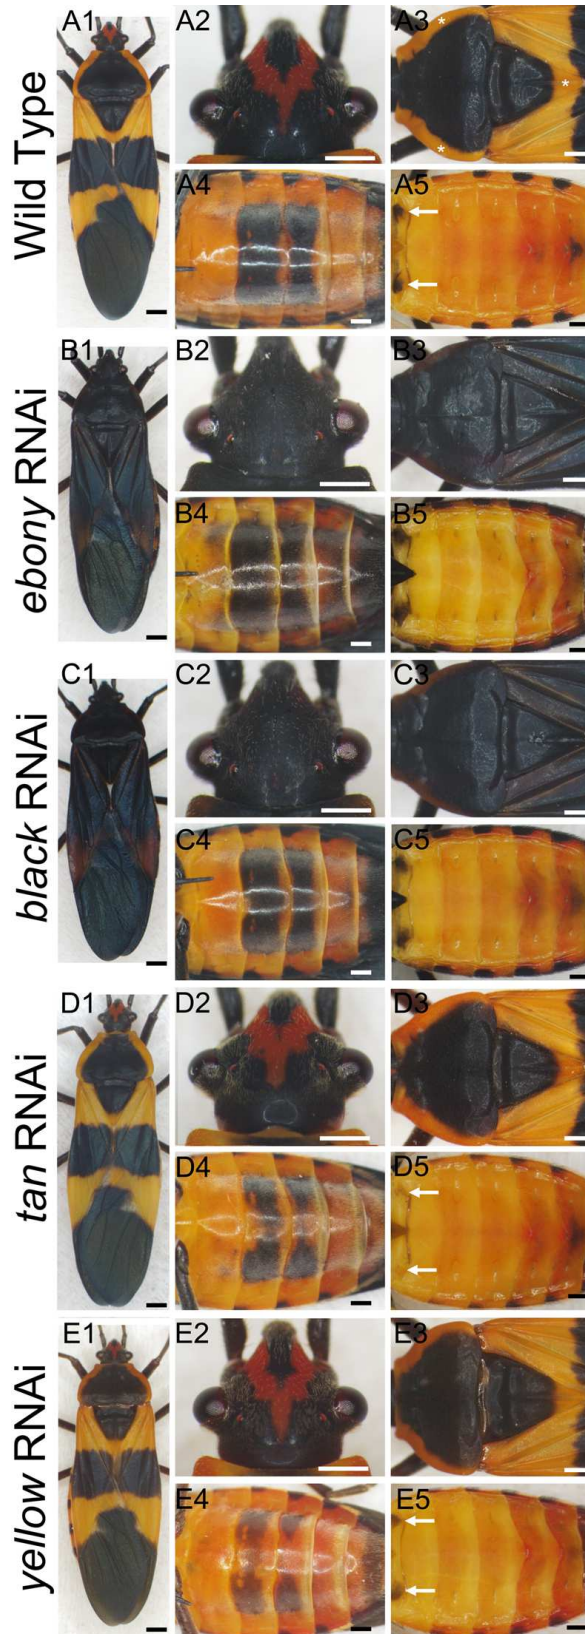 Wild Type
A1
A2
A3
*
*
*
A4
A5
ebony RNAi
B1
B2
B3
B4
B5
black RNAi
C1
C2
C3
C4
C5
tan RNAi
D1
D2
D3
D4
D5
yellow RNAi
E1
E2
E3
E4
E5